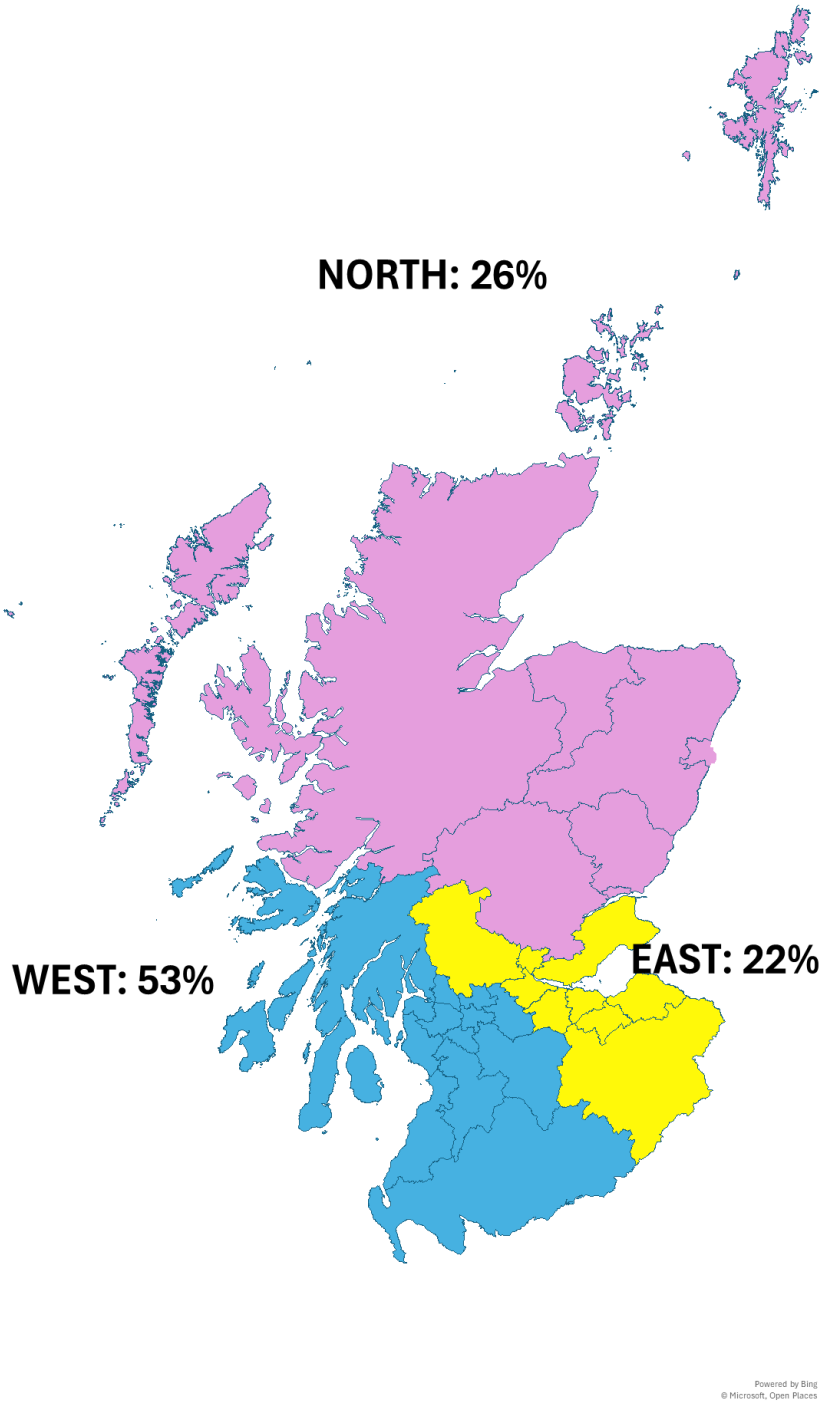 NORTH: 26%
EAST: 22%
WEST: 53%
Powered by Bing
© Microsoft, Open Places